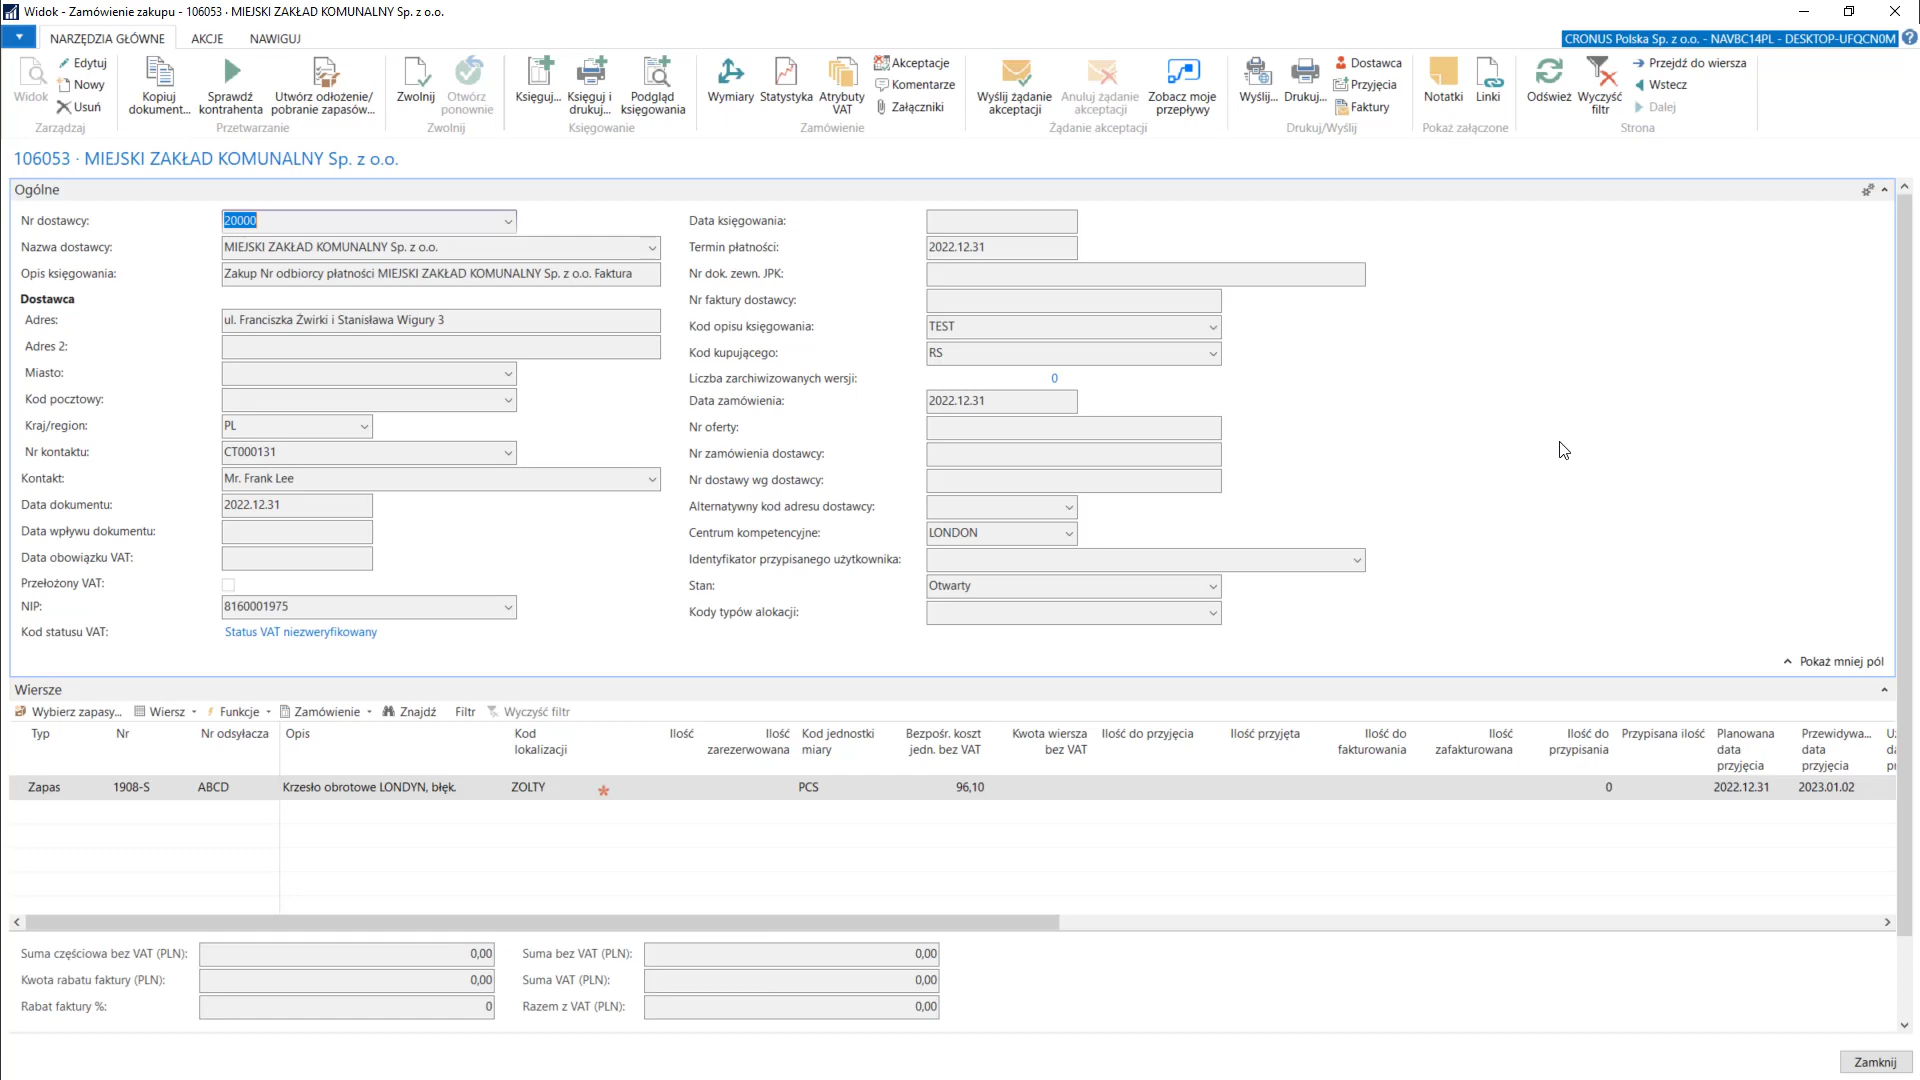 Widok - Zamówienie zakupu - 106053 · MIEJSKI ZAKŁAD KOMUNALNY Sp. z o.o.
NARZĘDZIA GŁÓWNE AKCJE NAWIGUJ
CRONUS Polska Sp. z o.o. - NAVBC14PL - DESKTOP-UFQCN0M
Widok
Edytuj
Nowy
Usuń
Zarządzaj
Kopiuj dokument...
Sprawdź kontrahenta
Utwórz odłożenie/ pobranie zapasów...
Przetwarzanie
Zwolnij
Otwórz ponownie
Zwolnij
Księguj...
Księguj i drukuj...
Podgląd księgowania
Księgowanie
Wymiary
Statystyka
Atrybuty VAT
Akceptacje
Komentarze
Załączniki
Zamówienie
Wyślij żądanie akceptacji
Anuluj żądanie akceptacji
Zobacz moje przepływy
Żądanie akceptacji
Wyślij...
Drukuj...
Dostawca
Przyjęcia
Faktury
Drukuj/Wyślij
Notatki
Linki
Pokaż załączone
Odśwież
Wyczyść filtr
Przejdź do wiersza
Wstecz
Dalej
Strona
106053 · MIEJSKI ZAKŁAD KOMUNALNY Sp. z o.o.
Ogólne
Nr dostawcy: 20000
Nazwa dostawcy: MIEJSKI ZAKŁAD KOMUNALNY Sp. z o.o.
Opis księgowania: Zakup Nr odbiorcy płatności MIEJSKI ZAKŁAD KOMUNALNY Sp. z o.o. Faktura
Dostawca
Adres: ul. Franciszka Żwirki i Stanisława Wigury 3
Adres 2:
Miasto:
Kod pocztowy:
Kraj/region: PL
Nr kontaktu: CT000131
Kontakt: Mr. Frank Lee
Data dokumentu: 2022.12.31
Data wpływu dokumentu:
Data obowiązku VAT:
Przełożony VAT:
NIP: 8160001975
Kod statusu VAT: Status VAT niezweryfikowany
Data księgowania:
Termin płatności: 2022.12.31
Nr dok. zewn. JPK:
Nr faktury dostawcy:
Kod opisu księgowania: TEST
Kod kupującego: RS
Liczba zarchiwizowanych wersji: 0
Data zamówienia: 2022.12.31
Nr oferty:
Nr zamówienia dostawcy:
Nr dostawy wg dostawcy:
Alternatywny kod adresu dostawcy:
Centrum kompetencyjne: LONDON
Identyfikator przypisanego użytkownika:
Stan: Otwarty
Kody typów alokacji:
Pokaż mniej pól
Wiersze
Wybierz zapasy... Wiersz Funkcje Zamówienie Znajdź Filtr Wyczyść filtr
Typ
Nr
Nr odsyłacza
Opis
Kod lokalizacji
Ilość
Ilość zarezerwowana
Kod jednostki miary
Bezpośr. koszt jedn. bez VAT
Kwota wiersza bez VAT
Ilość do przyjęcia
Ilość przyjęta
Ilość do fakturowania
Ilość zafakturowana
Ilość do przypisania
Przypisana ilość
Planowana data przyjęcia
Przewidywa... data przyjęcia
Zapas 1908-S ABCD Krzesło obrotowe LONDYN, błęk. ZOLTY * PCS 96,10 0 2022.12.31 2023.01.02
Suma częściowa bez VAT (PLN): 0,00 Suma bez VAT (PLN): 0,00
Kwota rabatu faktury (PLN): 0,00 Suma VAT (PLN): 0,00
Rabat faktury %: 0 Razem z VAT (PLN): 0,00
Zamknij